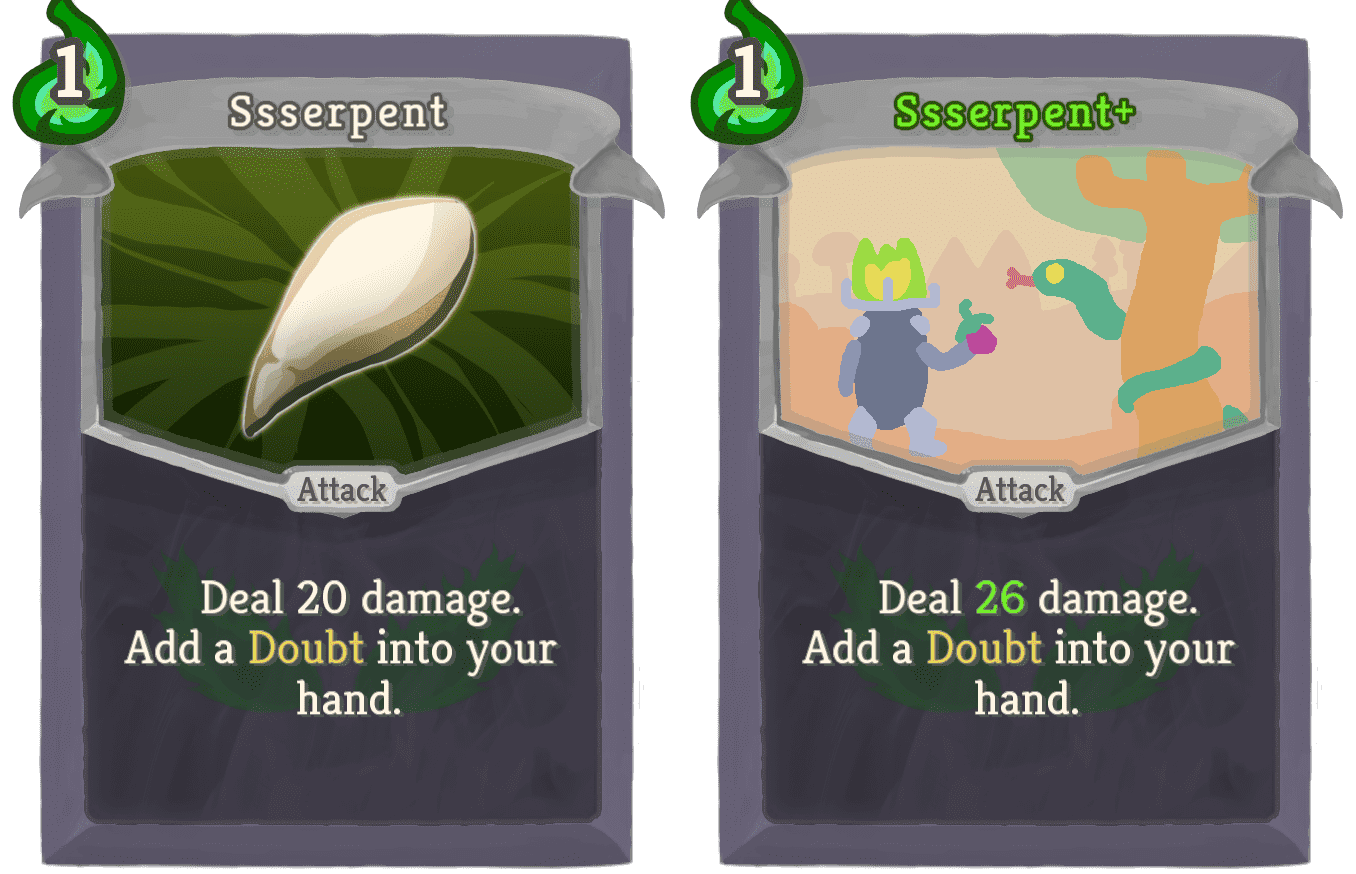 1
Ssserpent
Attack
Deal 20 damage.
Add a Doubt into your
hand.
1
Ssserpent+
Attack
Deal 26 damage.
Add a Doubt into your
hand.